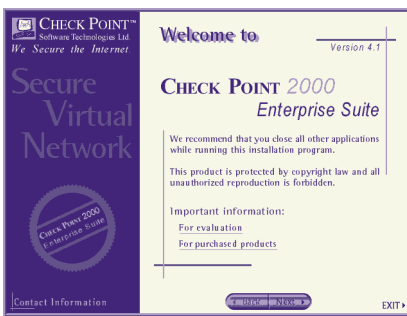 CHECK POINT™
Software Technologies Ltd.
We Secure the Internet.
Secure
Virtual
Network
CHECK POINT 2000
Enterprise Suite
Contact Information
Welcome to
Version 4.1
CHECK POINT 2000
Enterprise Suite
We recommend that you close all other applications
while running this installation program.
This product is protected by copyright law and all
unauthorized reproduction is forbidden.
Important information:
For evaluation
For purchased products
BACK NEXT
EXIT